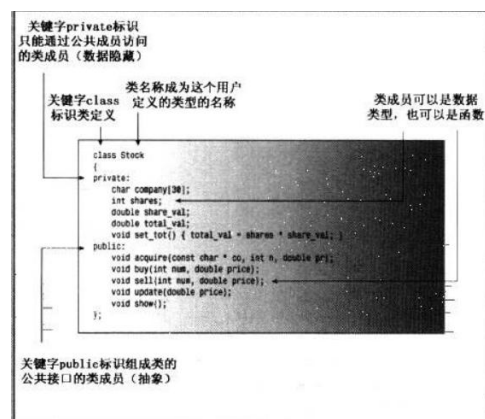 关键字private标识
只能通过公共成员访问
的类成员（数据隐藏）
关键字class
标识类定义
类名称成为这个用户
定义的类型的名称
类成员可以是数据
类型，也可以是函数
class Stock
{
private:
char company[30];
int shares;
double share_val;
double total_val;
void set_tot() { total_val = shares * share_val; }
public:
void acquire(const char * co, int n, double pr);
void buy(int num, double price);
void sell(int num, double price);
void update(double price);
void show();
};
关键字public标识组成类的
公共接口的类成员（抽象）